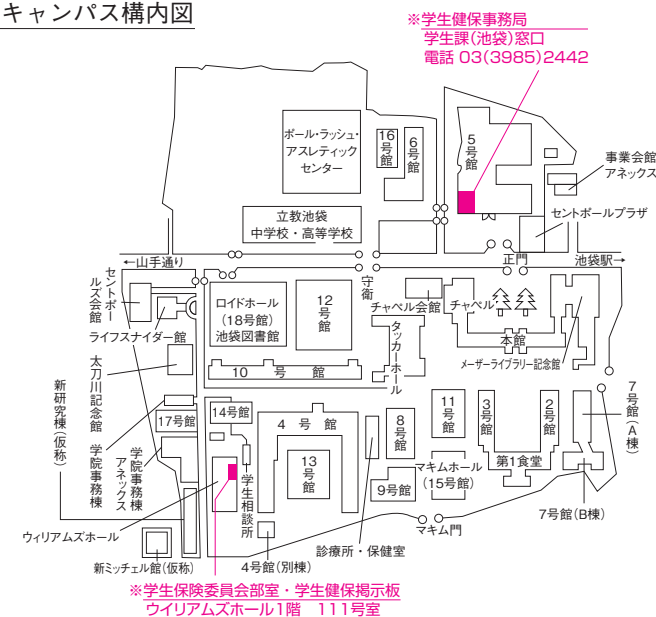 キャンパス構内図
※学生健保事務局
学生課(池袋)窓口
電話 03(3985)2442
ポール・ラッシュ・
アスレティック
センター
16号館
6号館
5号館
事業会館
アネックス
立教池袋
中学校・高等学校
セントポールプラザ
←山手通り
正門
池袋駅→
守衛
セントポールズ会館
ロイドホール
(18号館)
池袋図書館
12号館
チャペル会館
チャペル
タッカーホール
本館
ライフスナイダー館
メーザーライブラリー記念館
10号館
太刀川記念館
新研究棟(仮称)
学院事務棟
17号館
14号館
4号館
8号館
11号館
3号館
2号館
7号館(A棟)
学院事務棟
アネックス
13号館
学生相談所
9号館
マキムホール
(15号館)
第1食堂
7号館(B棟)
マキム門
ウィリアムズホール
診療所・保健室
新ミッチェル館(仮称)
4号館(別棟)
※学生保険委員会部室・学生健保掲示板
ウイリアムズホール1階 111号室